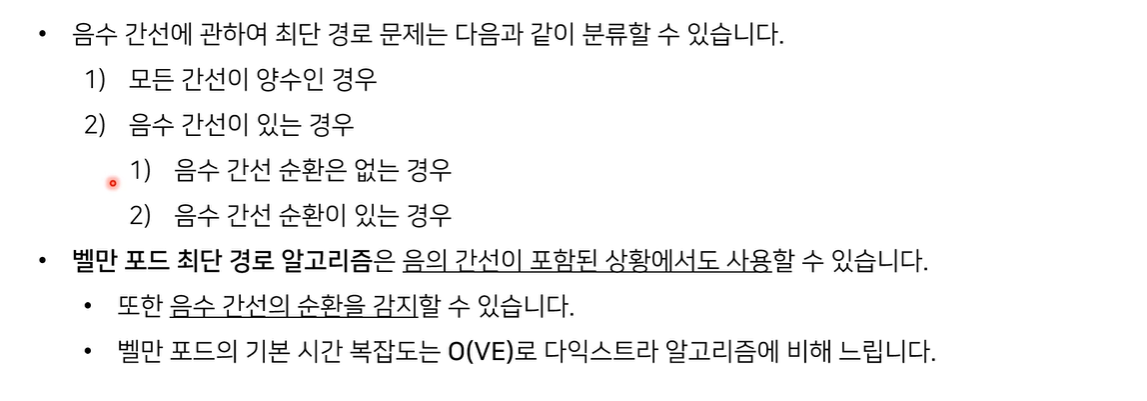 • 음수 간선에 관하여 최단 경로 문제는 다음과 같이 분류할 수 있습니다.
1) 모든 간선이 양수인 경우
2) 음수 간선이 있는 경우
1) 음수 간선 순환은 없는 경우
2) 음수 간선 순환이 있는 경우
• 벨만 포드 최단 경로 알고리즘은 음의 간선이 포함된 상황에서도 사용할 수 있습니다.
• 또한 음수 간선의 순환을 감지할 수 있습니다.
• 벨만 포드의 기본 시간 복잡도는 O(VE)로 다익스트라 알고리즘에 비해 느립니다.